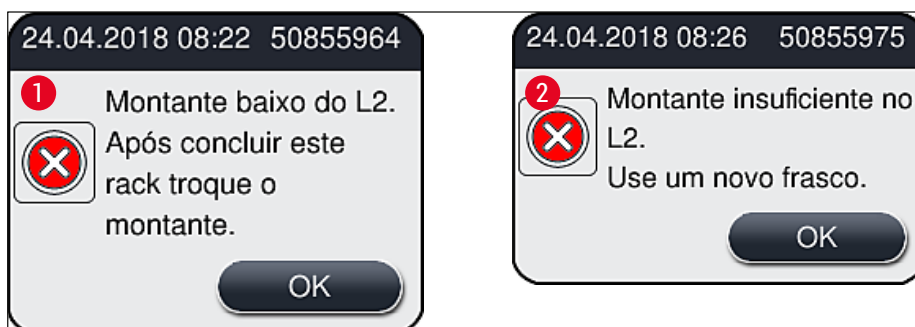 24.04.2018 08:22 50855964
1
Montante baixo do L2.
Após concluir este
rack troque o
montante.
OK
24.04.2018 08:26 50855975
2
Montante insuficiente no
L2.
Use um novo frasco.
OK